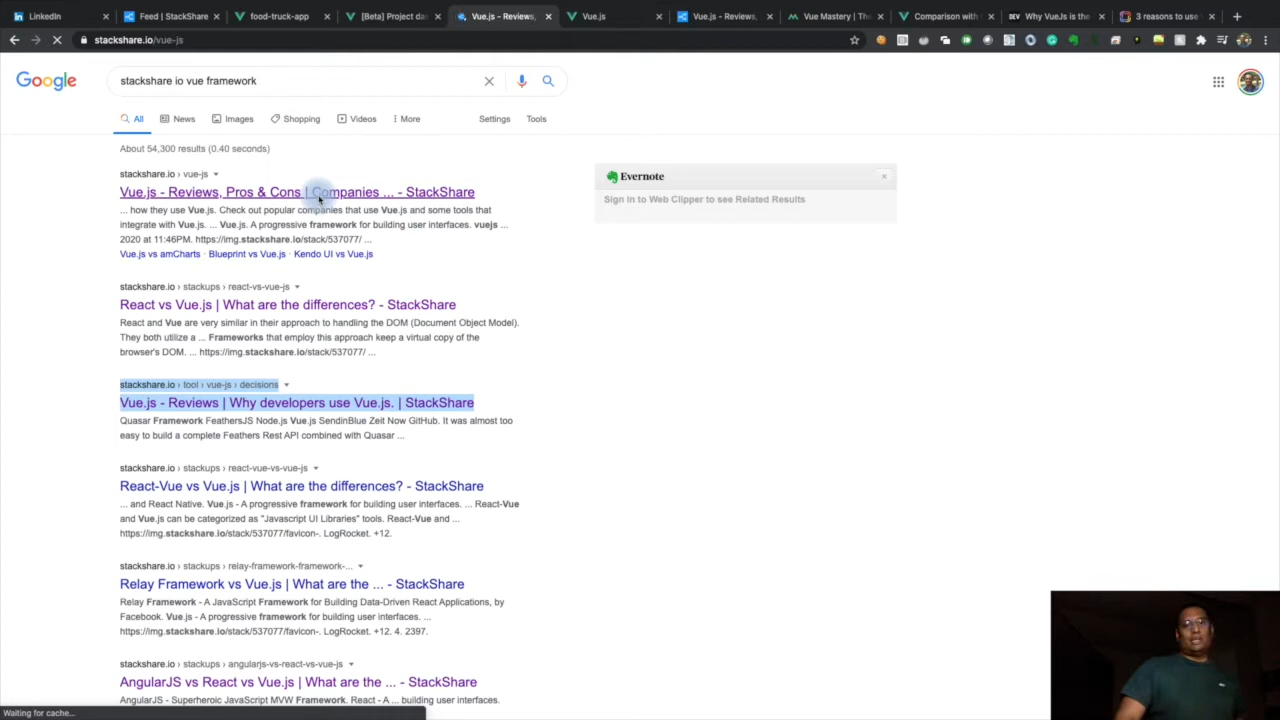 LinkedIn
Feed | StackShare
food-truck-app
[Beta] Project das
Vue.js - Reviews,
Vue.js
Vue.js - Reviews,
Vue Mastery | The
Comparison with
DEV Why VueJs is the
3 reasons to use
stackshare.io/vue-js
Google
stackshare io vue framework
All
News
Images
Shopping
Videos
More
Settings
Tools
About 54,300 results (0.40 seconds)
stackshare.io › vue-js
Vue.js - Reviews, Pros & Cons | Companies ... - StackShare
... how they use Vue.js. Check out popular companies that use Vue.js and some tools that
integrate with Vue.js. ... Vue.js. A progressive framework for building user interfaces. vuejs ...
2020 at 11:46PM. https://img.stackshare.io/stack/537077/ ...
Vue.js vs amCharts · Blueprint vs Vue.js · Kendo UI vs Vue.js
Evernote
Sign in to Web Clipper to see Related Results
stackshare.io › stackups › react-vs-vue-js
React vs Vue.js | What are the differences? - StackShare
React and Vue are very similar in their approach to handling the DOM (Document Object Model).
They both utilize a ... Frameworks that employ this approach keep a virtual copy of the
browser's DOM. ... https://img.stackshare.io/stack/537077/ ...
stackshare.io › tool › vue-js › decisions
Vue.js - Reviews | Why developers use Vue.js. | StackShare
Quasar Framework FeathersJS Node.js Vue.js SendinBlue Zeit Now GitHub. It was almost too
easy to build a complete Feathers Rest API combined with Quasar ...
stackshare.io › stackups › react-vue-vs-vue-js
React-Vue vs Vue.js | What are the differences? - StackShare
... and React Native. Vue.js - A progressive framework for building user interfaces. ... React-Vue
and Vue.js can be categorized as "Javascript UI Libraries" tools. React-Vue and ...
https://img.stackshare.io/stack/537077/favicon-. LogRocket. +12.
stackshare.io › stackups › relay-framework-framework-...
Relay Framework vs Vue.js | What are the ... - StackShare
Relay Framework - A JavaScript Framework for Building Data-Driven React Applications, by
Facebook. Vue.js - A progressive framework for building user interfaces. ...
https://img.stackshare.io/stack/537077/favicon-. LogRocket. +12. 4. 2397.
stackshare.io › stackups › angularjs-vs-react-vs-vue-js
AngularJS vs React vs Vue.js | What are the ... - StackShare
AngularJS - Superheroic JavaScript MVW Framework. React - A ... building user interfaces.
Waiting for cache...